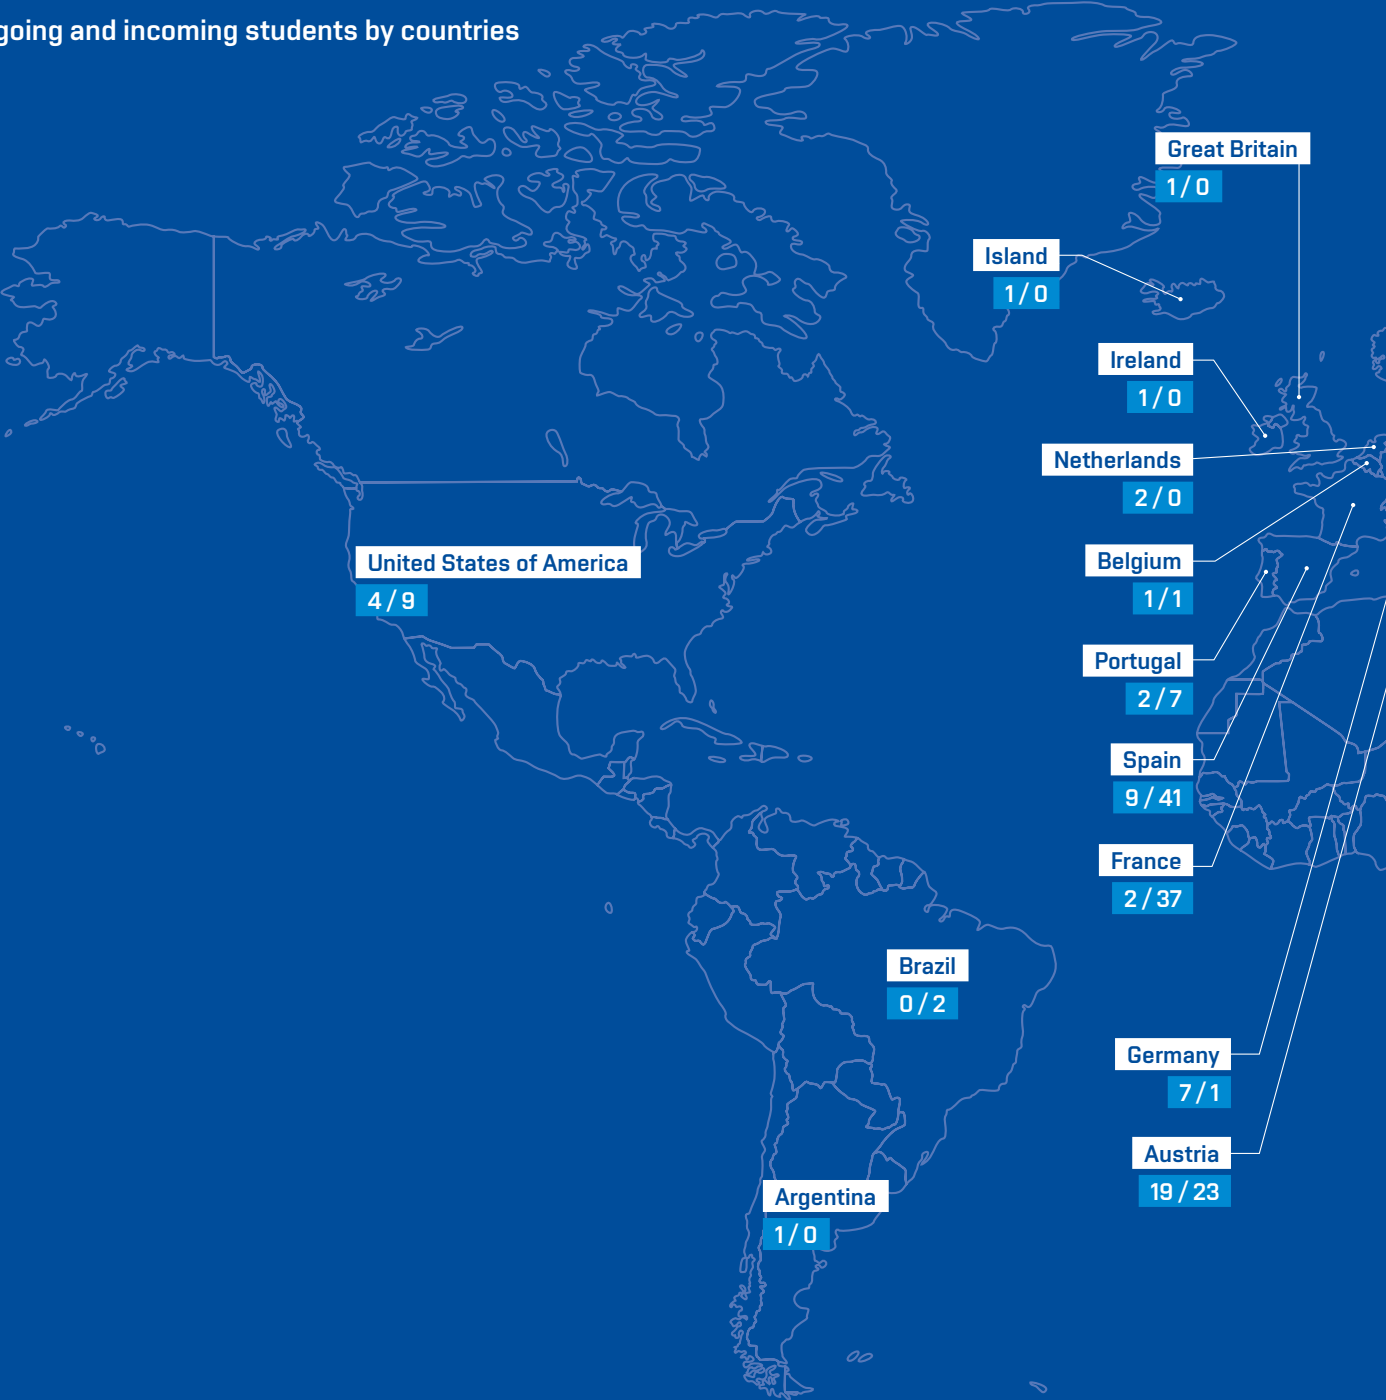 going and incoming students by countries
Great Britain
1 / 0
Island
1 / 0
Ireland
1 / 0
Netherlands
2 / 0
United States of America
4 / 9
Belgium
1 / 1
Portugal
2 / 7
Spain
9 / 41
France
2 / 37
Brazil
0 / 2
Germany
7 / 1
Austria
19 / 23
Argentina
1 / 0